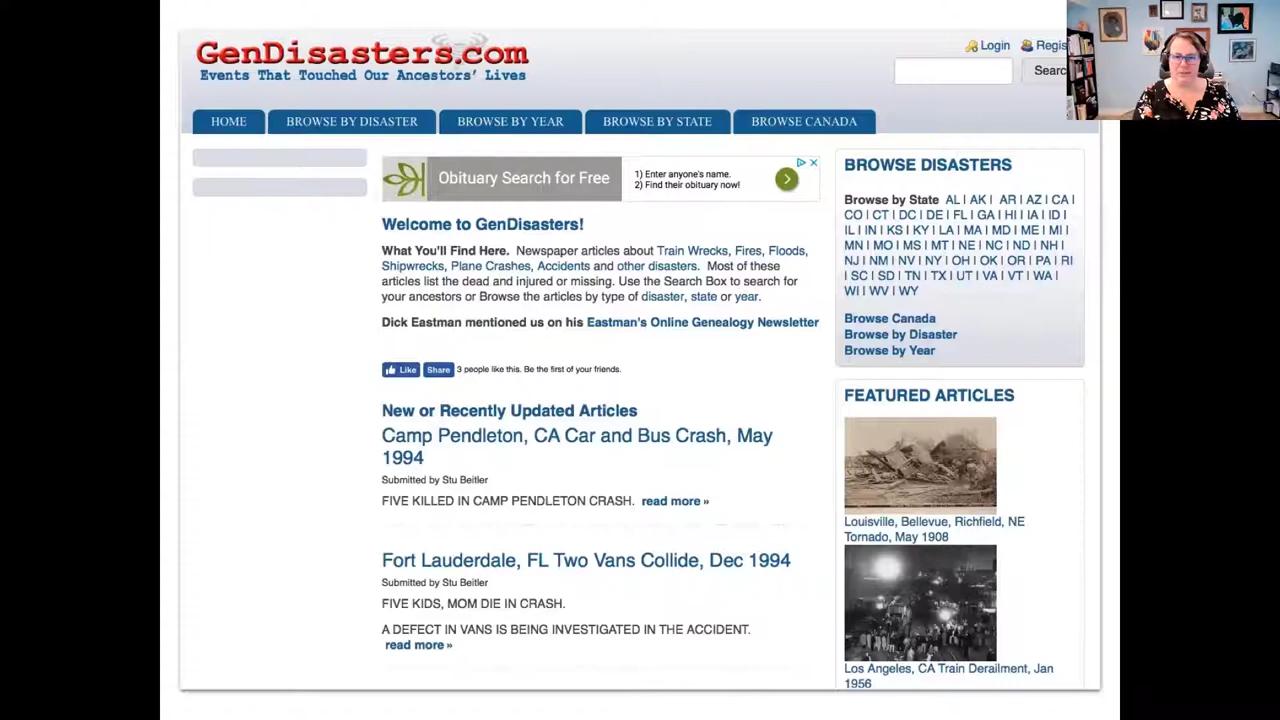 GenDisasters.com
Events That Touched Our Ancestors' Lives
Login Regis
Searc
HOME BROWSE BY DISASTER BROWSE BY YEAR BROWSE BY STATE BROWSE CANADA
Obituary Search for Free
1) Enter anyone's name.
2) Find their obituary now!
Welcome to GenDisasters!
What You'll Find Here. Newspaper articles about Train Wrecks, Fires, Floods,
Shipwrecks, Plane Crashes, Accidents and other disasters. Most of these
articles list the dead and injured or missing. Use the Search Box to search for
your ancestors or Browse the articles by type of disaster, state or year.
Dick Eastman mentioned us on his Eastman's Online Genealogy Newsletter
Like Share 3 people like this. Be the first of your friends.
New or Recently Updated Articles
Camp Pendleton, CA Car and Bus Crash, May
1994
Submitted by Stu Beitler
FIVE KILLED IN CAMP PENDLETON CRASH. read more »
Fort Lauderdale, FL Two Vans Collide, Dec 1994
Submitted by Stu Beitler
FIVE KIDS, MOM DIE IN CRASH.
A DEFECT IN VANS IS BEING INVESTIGATED IN THE ACCIDENT.
read more »
BROWSE DISASTERS
Browse by State AL | AK | AR | AZ | CA |
CO | CT | DC | DE | FL | GA | HI | IA | ID |
IL | IN | KS | KY | LA | MA | MD | ME | MI |
MN | MO | MS | MT | NE | NC | ND | NH |
NJ | NM | NV | NY | OH | OK | OR | PA | RI
| SC | SD | TN | TX | UT | VA | VT | WA |
WI | WV | WY
Browse Canada
Browse by Disaster
Browse by Year
FEATURED ARTICLES
Louisville, Bellevue, Richfield, NE
Tornado, May 1908
Los Angeles, CA Train Derailment, Jan
1956